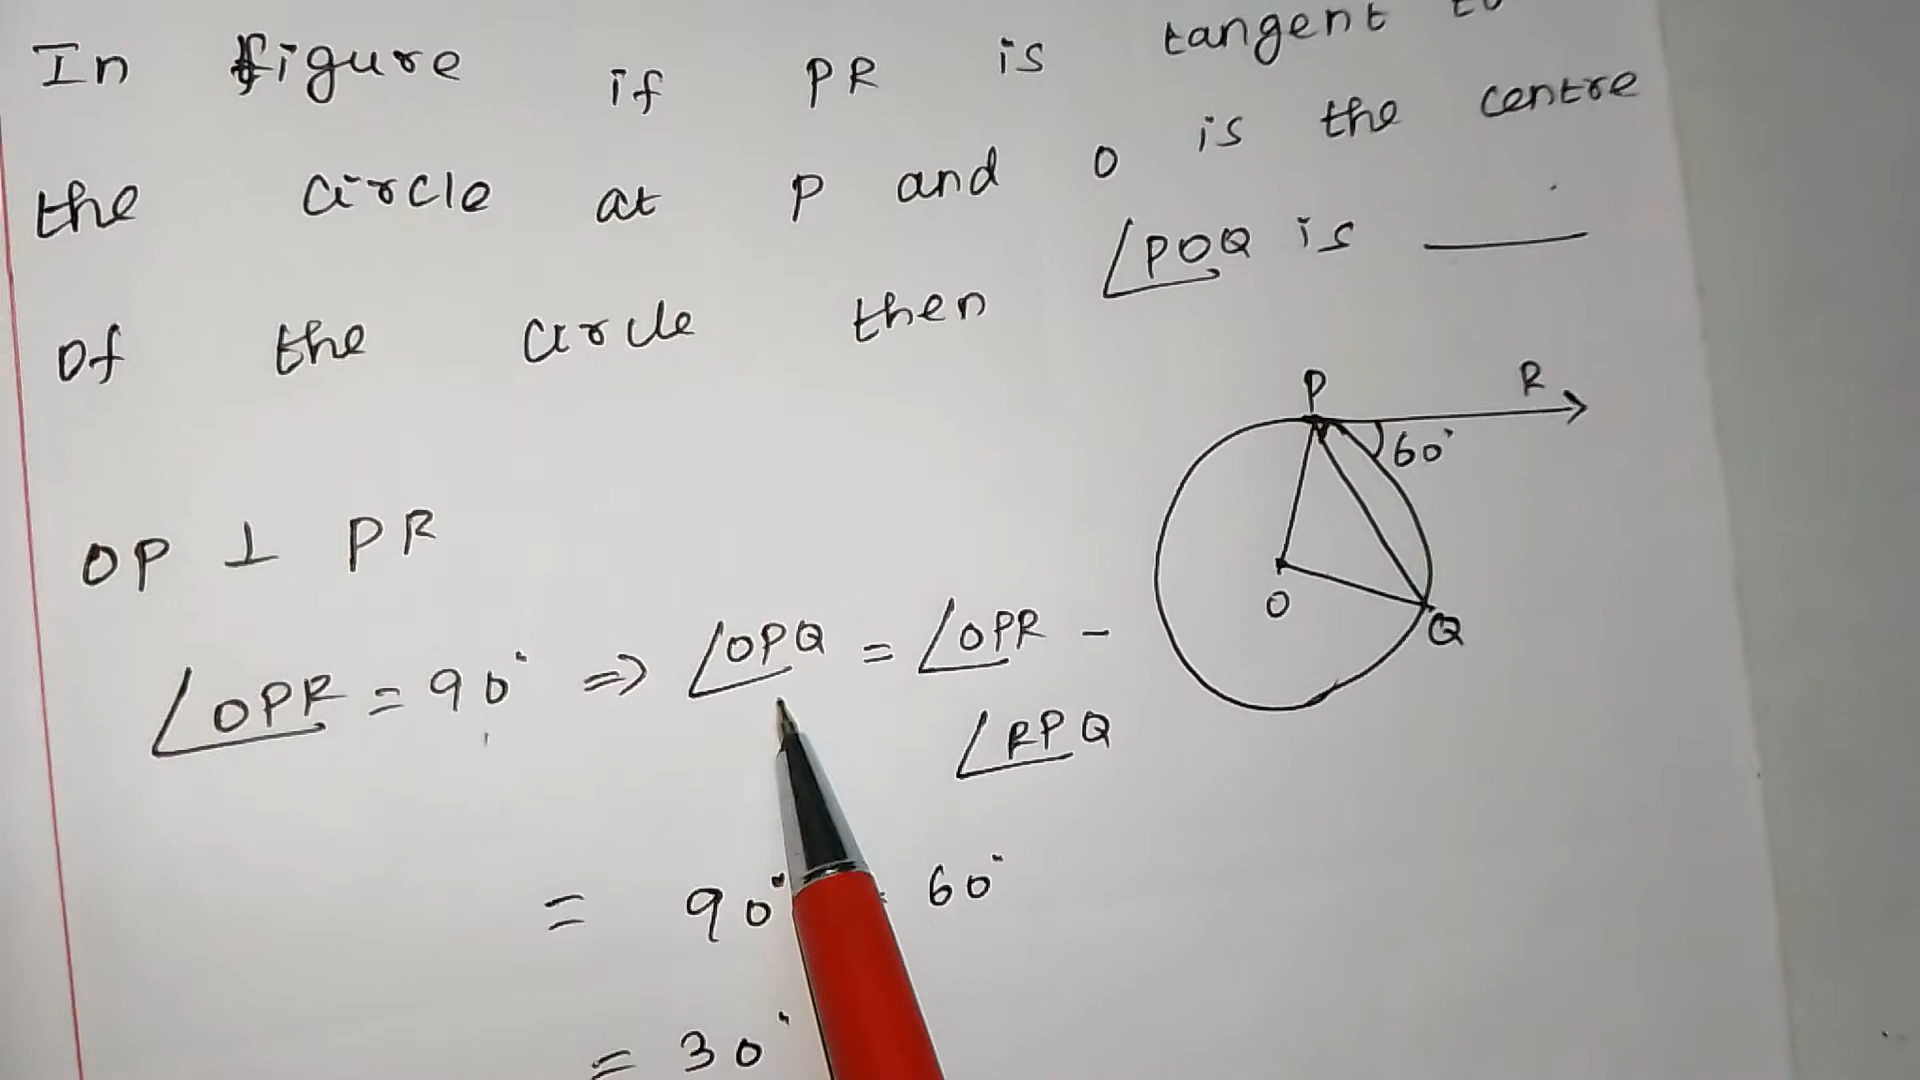 In figure if PR is tangent to
the circle at P and O is the centre
of the circle then ∠POQ is ____
P
R
60°
O
Q
OP ⊥ PR
∠OPR = 90° ⇒ ∠OPQ = ∠OPR -
∠RPQ
= 90° 60°
= 30°